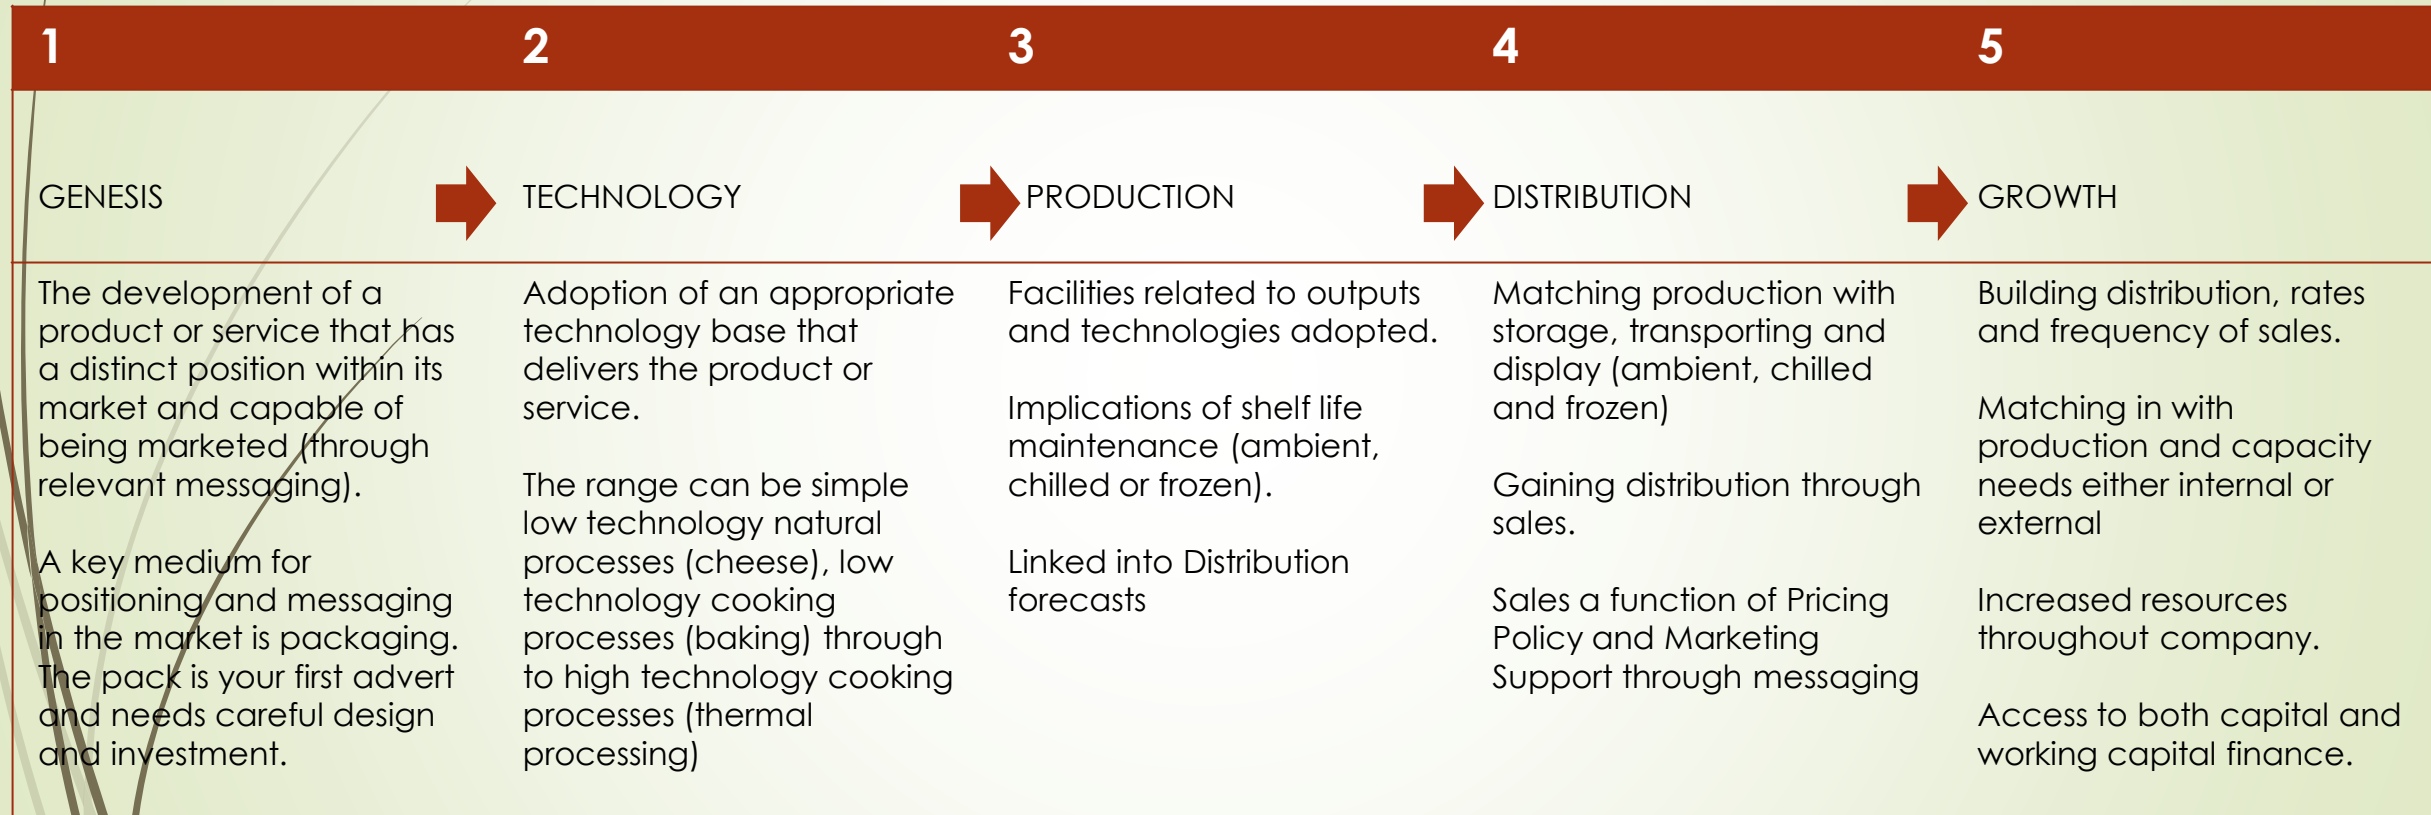 1
2
3
4
5
GENESIS
TECHNOLOGY
PRODUCTION
DISTRIBUTION
GROWTH
The development of a
product or service that has
a distinct position within its
market and capable of
being marketed (through
relevant messaging).
A key medium for
positioning and messaging
in the market is packaging.
The pack is your first advert
and needs careful design
and investment.
Adoption of an appropriate
technology base that
delivers the product or
service.
The range can be simple
low technology natural
processes (cheese), low
technology cooking
processes (baking) through
to high technology cooking
processes (thermal
processing)
Facilities related to outputs
and technologies adopted.
Implications of shelf life
maintenance (ambient,
chilled or frozen).
Linked into Distribution
forecasts
Matching production with
storage, transporting and
display (ambient, chilled
and frozen)
Gaining distribution through
sales.
Sales a function of Pricing
Policy and Marketing
Support through messaging
Building distribution, rates
and frequency of sales.
Matching in with
production and capacity
needs either internal or
external
Increased resources
throughout company.
Access to both capital and
working capital finance.